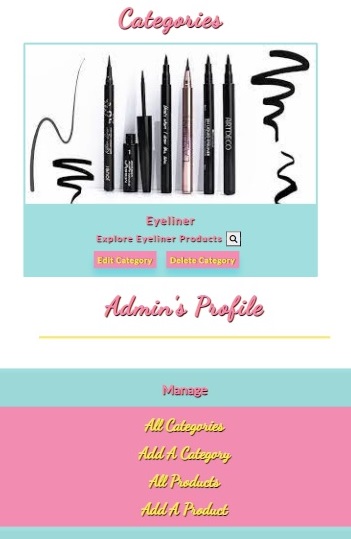 Categories
ARTDECO
Eyeliner
Explore Eyeliner Products
Edit Category
Delete Category
Admin's Profile
Manage
All Categories
Add A Category
All Products
Add A Product